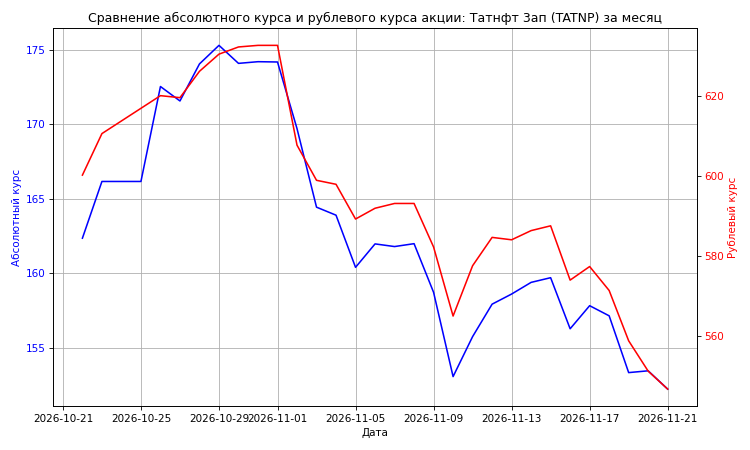 Сравнение абсолютного курса и рублевого курса акции: Татнфт 3ап (TATNP) за месяц
175
170
165
160
155
Абсолютный курс
620
600
580
560
Рублевый курс
2026-10-21 2026-10-25 2026-10-29 2026-11-01 2026-11-05 2026-11-09 2026-11-13 2026-11-17 2026-11-21
Дата